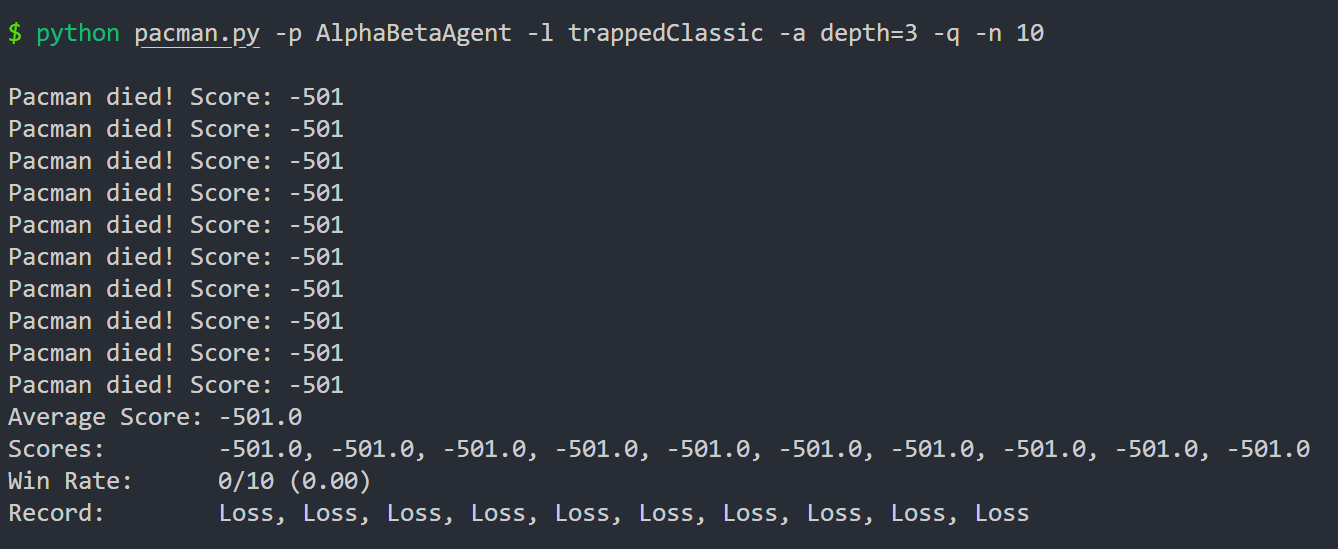 $ python pacman.py -p AlphaBetaAgent -l trappedClassic -a depth=3 -q -n 10
Pacman died! Score: -501
Pacman died! Score: -501
Pacman died! Score: -501
Pacman died! Score: -501
Pacman died! Score: -501
Pacman died! Score: -501
Pacman died! Score: -501
Pacman died! Score: -501
Pacman died! Score: -501
Pacman died! Score: -501
Average Score: -501.0
Scores:        -501.0, -501.0, -501.0, -501.0, -501.0, -501.0, -501.0, -501.0, -501.0, -501.0
Win Rate:      0/10 (0.00)
Record:        Loss, Loss, Loss, Loss, Loss, Loss, Loss, Loss, Loss, Loss